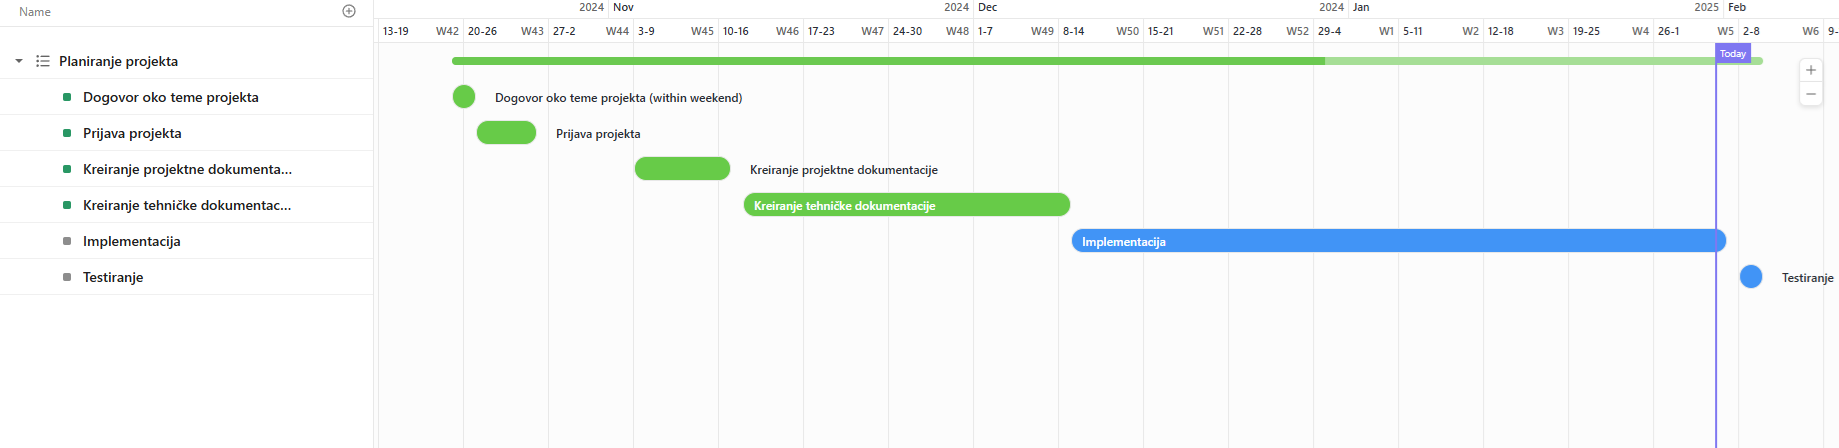 Name
2024 Nov 2024 Dec 2024 Jan 2025 Feb
13-19 W42 20-26 W43 27-2 W44 3-9 W45 10-16 W46 17-23 W47 24-30 W48 1-7 W49 8-14 W50 15-21 W51 22-28 W52 29-4 W1 5-11 W2 12-18 W3 19-25 W4 26-1 W5 2-8 W6 9-
Today
Planiranje projekta
Dogovor oko teme projekta
Dogovor oko teme projekta (within weekend)
Prijava projekta
Prijava projekta
Kreiranje projektne dokumenta...
Kreiranje projektne dokumentacije
Kreiranje tehničke dokumentac...
Kreiranje tehničke dokumentacije
Implementacija
Implementacija
Testiranje
Testiranje